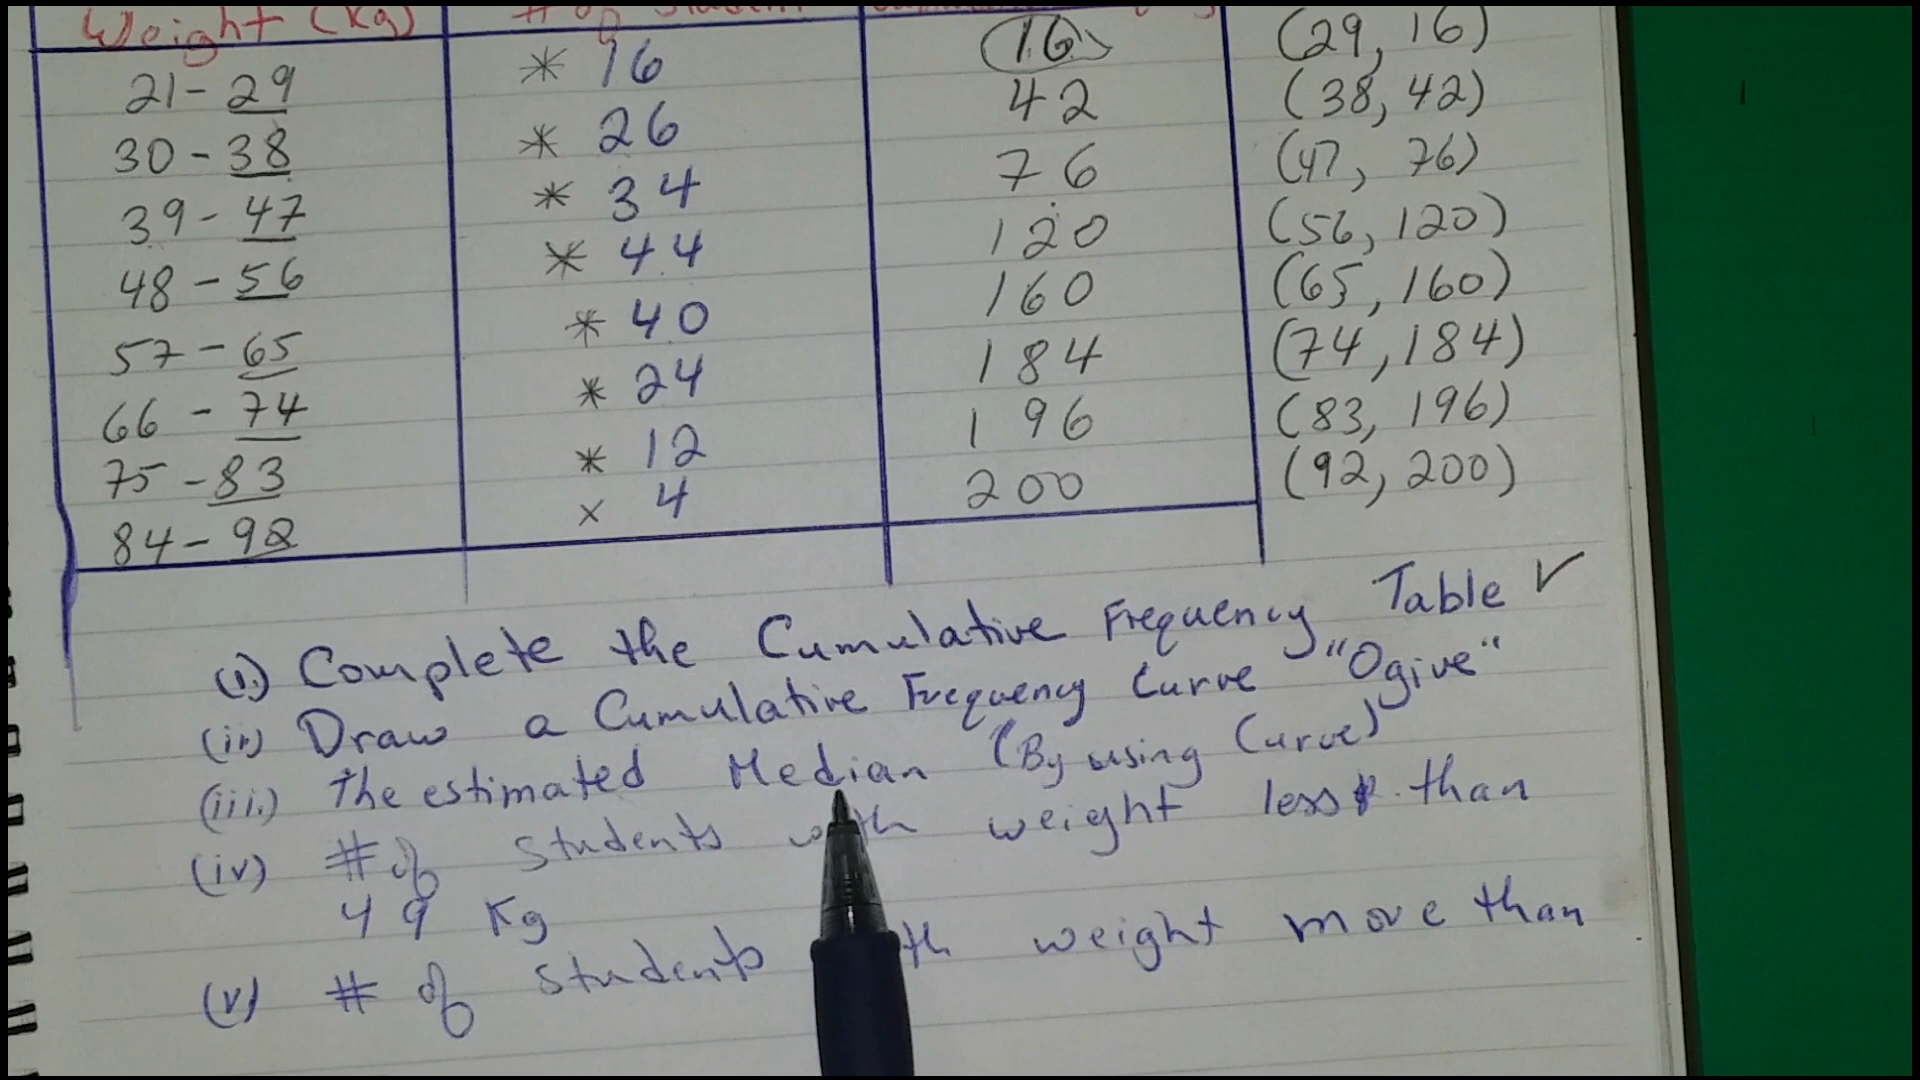 Weight (Kg) # of
21 - 29 * 16 16 (29, 16)
30 - 38 * 26 42 (38, 42)
39 - 47 * 34 76 (47, 76)
48 - 56 * 44 120 (56, 120)
57 - 65 * 40 160 (65, 160)
66 - 74 * 24 184 (74, 184)
75 - 83 * 12 196 (83, 196)
84 - 92 x 4 200 (92, 200)
(i.) Complete the Cumulative Frequency Table ✓
(ii) Draw a Cumulative Frequency Curve "Ogive"
(iii.) The estimated Median (By using Curve)
(iv) # of students with weight less than
49 Kg
(v) # of students th weight more than